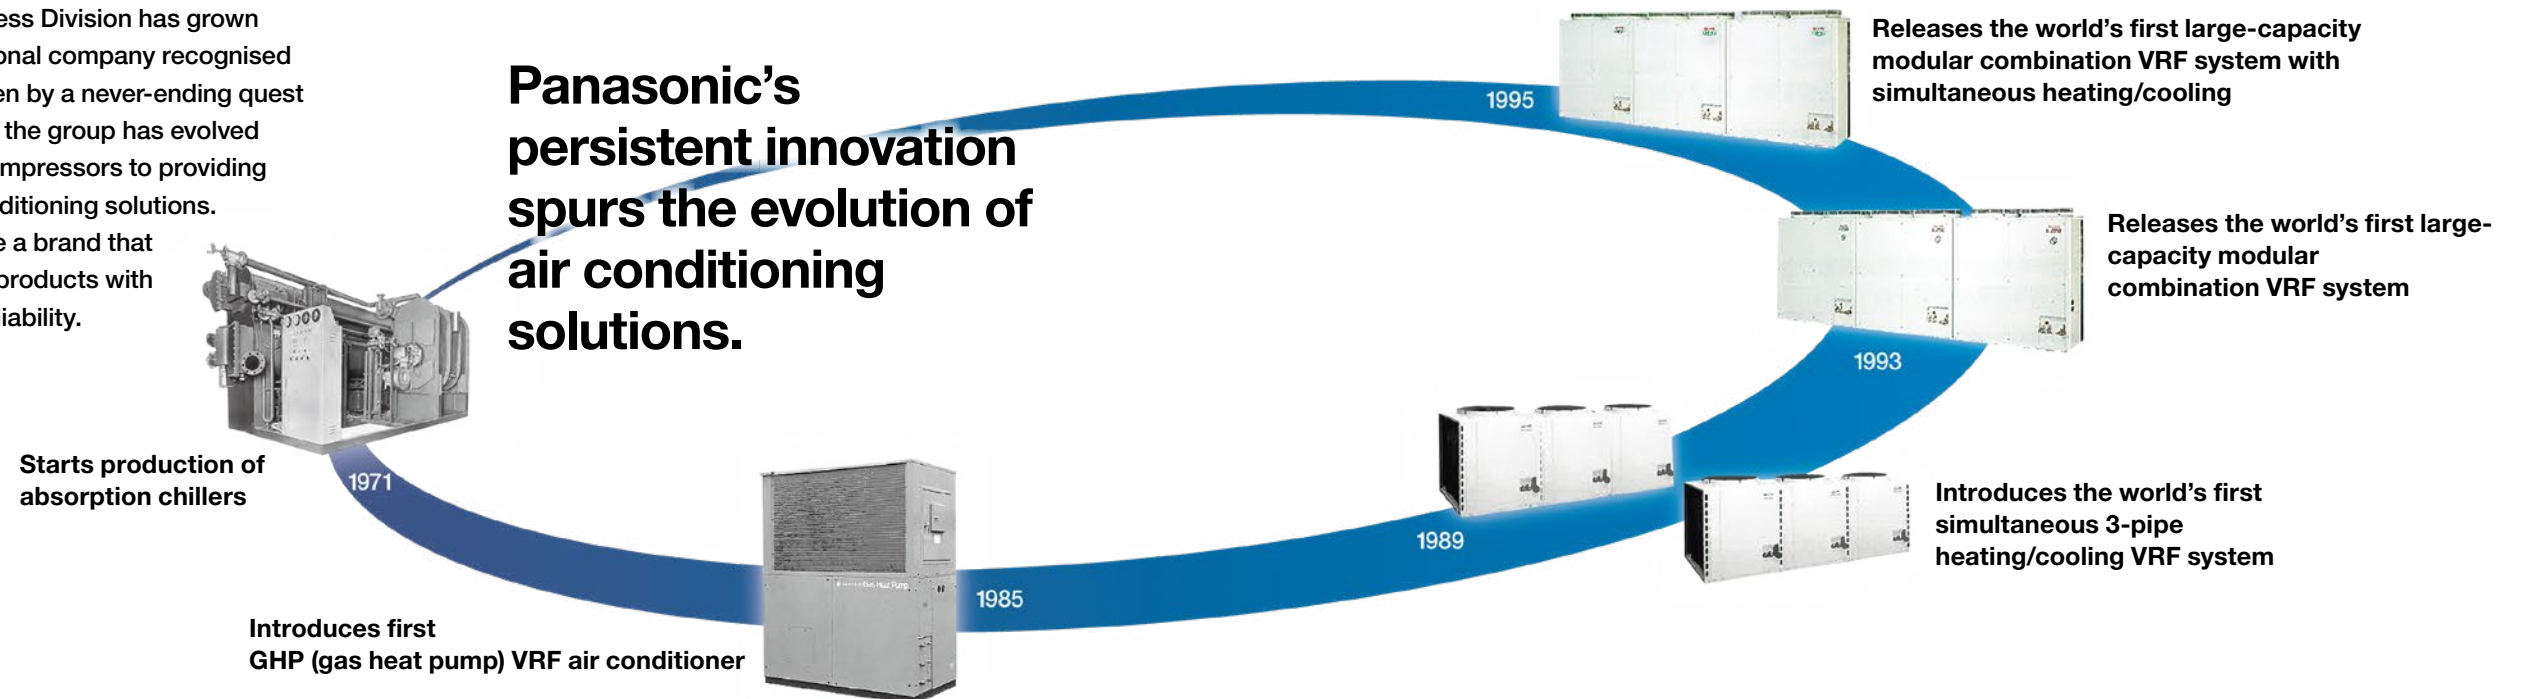 ess Division has grown
onal company recognised
en by a never-ending quest
the group has evolved
mpressors to providing
ditioning solutions.
e a brand that
products with
iability.
Panasonic’s
persistent innovation
spurs the evolution of
air conditioning
solutions.
1995
Releases the world’s first large-capacity
modular combination VRF system with
simultaneous heating/cooling
Releases the world’s first large-
capacity modular
combination VRF system
1993
Introduces the world’s first
simultaneous 3-pipe
heating/cooling VRF system
1989
1985
Introduces first
GHP (gas heat pump) VRF air conditioner
Starts production of
absorption chillers
1971